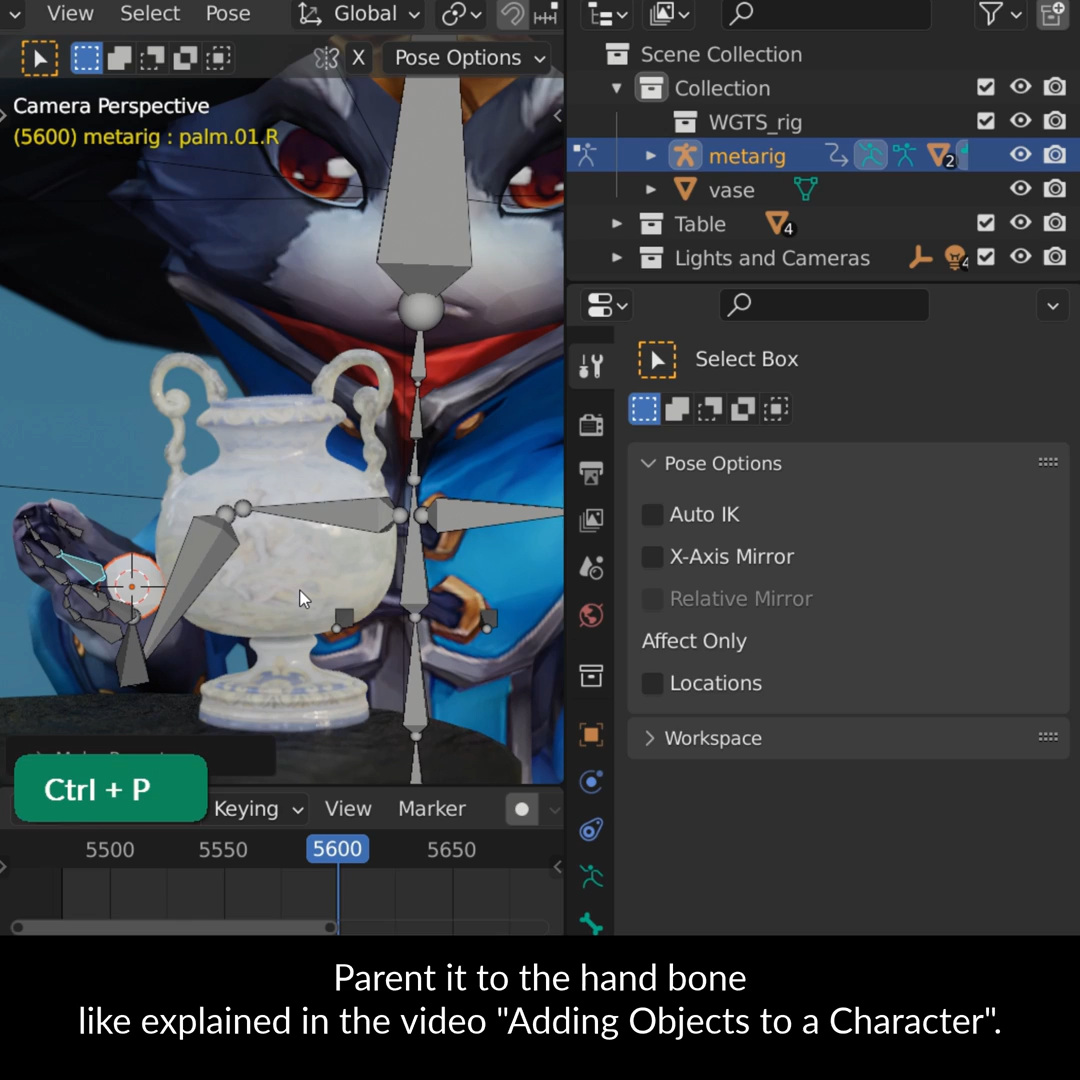 View Select Pose Global
X Pose Options
Camera Perspective
(5600) metarig : palm.01.R
Scene Collection
Collection
WGTS_rig
metarig 2
vase
Table 4
Lights and Cameras 4
Select Box
Pose Options
Auto IK
X-Axis Mirror
Relative Mirror
Affect Only
Locations
Workspace
Ctrl + P
Keying View Marker
5500 5550 5600 5650
Parent it to the hand bone
like explained in the video "Adding Objects to a Character".